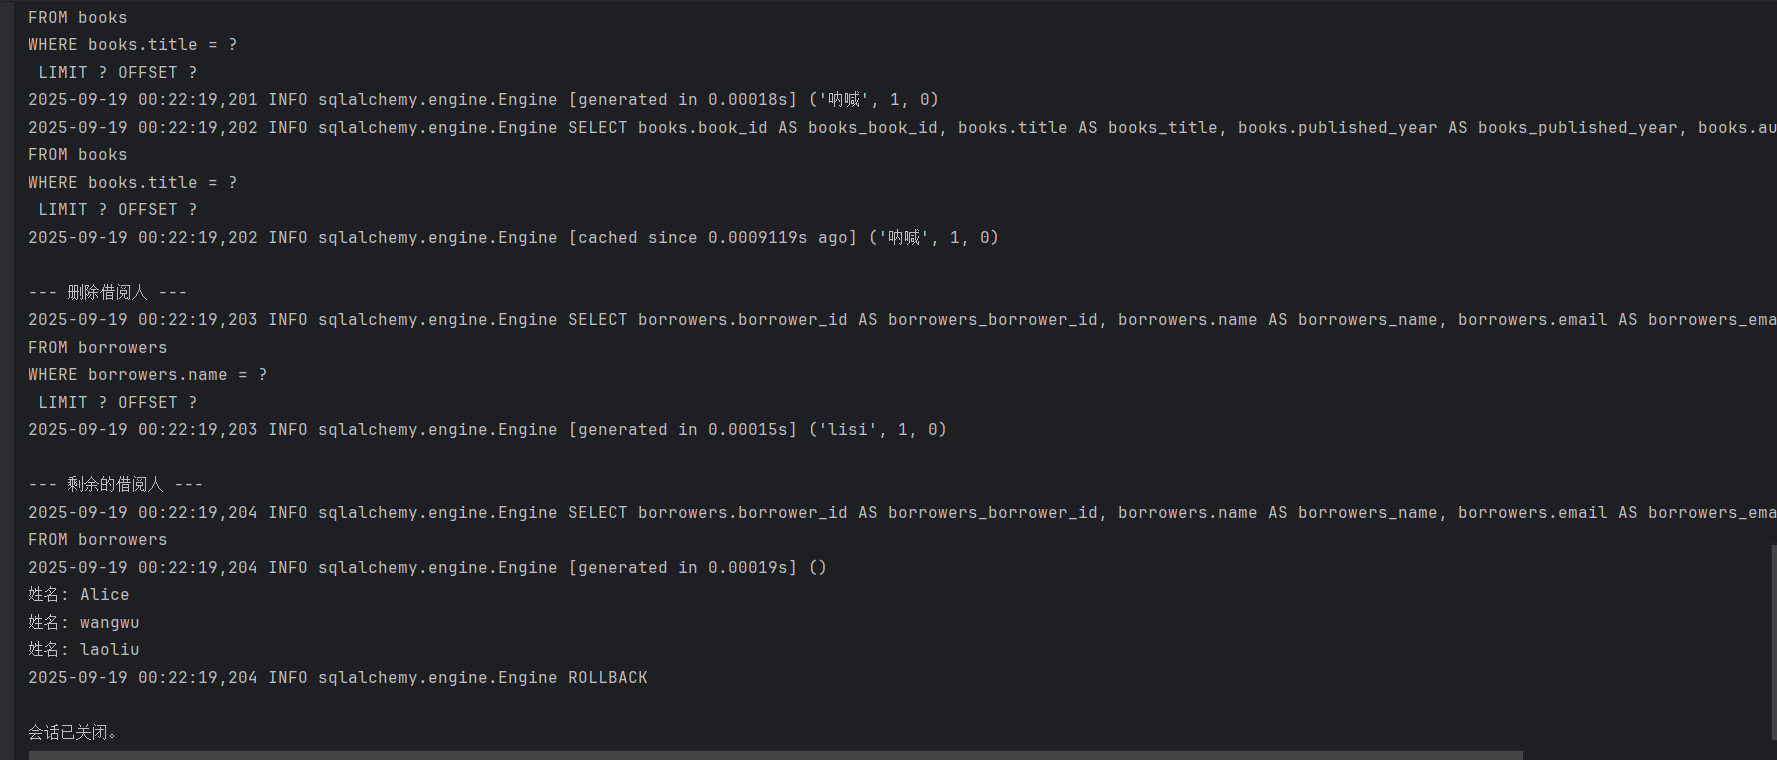 FROM books
WHERE books.title = ?
 LIMIT ? OFFSET ?
2025-09-19 00:22:19,201 INFO sqlalchemy.engine.Engine [generated in 0.00018s] ('呐喊', 1, 0)
2025-09-19 00:22:19,202 INFO sqlalchemy.engine.Engine SELECT books.book_id AS books_book_id, books.title AS books_title, books.published_year AS books_published_year, books.au
FROM books
WHERE books.title = ?
 LIMIT ? OFFSET ?
2025-09-19 00:22:19,202 INFO sqlalchemy.engine.Engine [cached since 0.0009119s ago] ('呐喊', 1, 0)
--- 删除借阅人 ---
2025-09-19 00:22:19,203 INFO sqlalchemy.engine.Engine SELECT borrowers.borrower_id AS borrowers_borrower_id, borrowers.name AS borrowers_name, borrowers.email AS borrowers_ema
FROM borrowers
WHERE borrowers.name = ?
 LIMIT ? OFFSET ?
2025-09-19 00:22:19,203 INFO sqlalchemy.engine.Engine [generated in 0.00015s] ('lisi', 1, 0)
--- 剩余的借阅人 ---
2025-09-19 00:22:19,204 INFO sqlalchemy.engine.Engine SELECT borrowers.borrower_id AS borrowers_borrower_id, borrowers.name AS borrowers_name, borrowers.email AS borrowers_ema
FROM borrowers
2025-09-19 00:22:19,204 INFO sqlalchemy.engine.Engine [generated in 0.00019s] ()
姓名: Alice
姓名: wangwu
姓名: laoliu
2025-09-19 00:22:19,204 INFO sqlalchemy.engine.Engine ROLLBACK
会话已关闭。